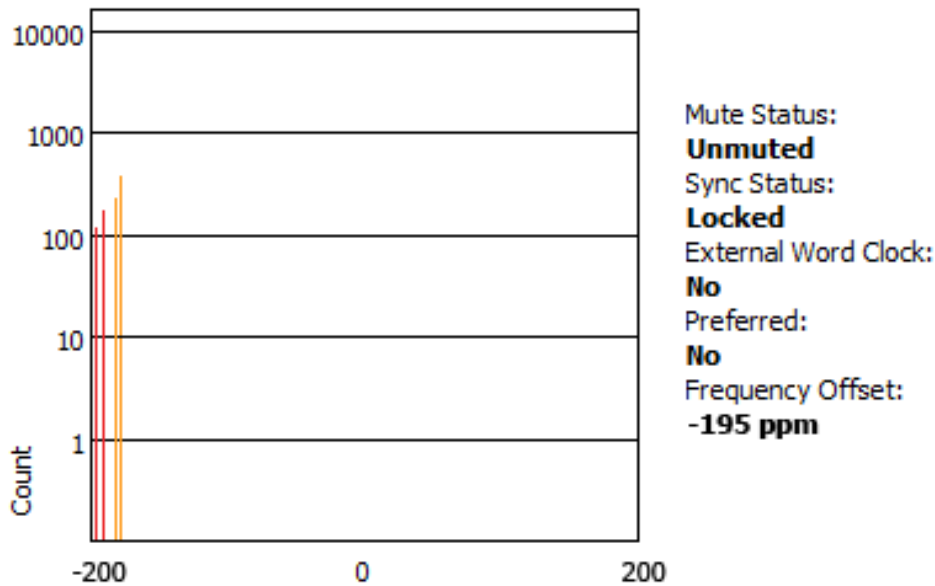 10000
1000
100
10
1
Count
-200 0 200
Mute Status:
Unmuted
Sync Status:
Locked
External Word Clock:
No
Preferred:
No
Frequency Offset:
-195 ppm